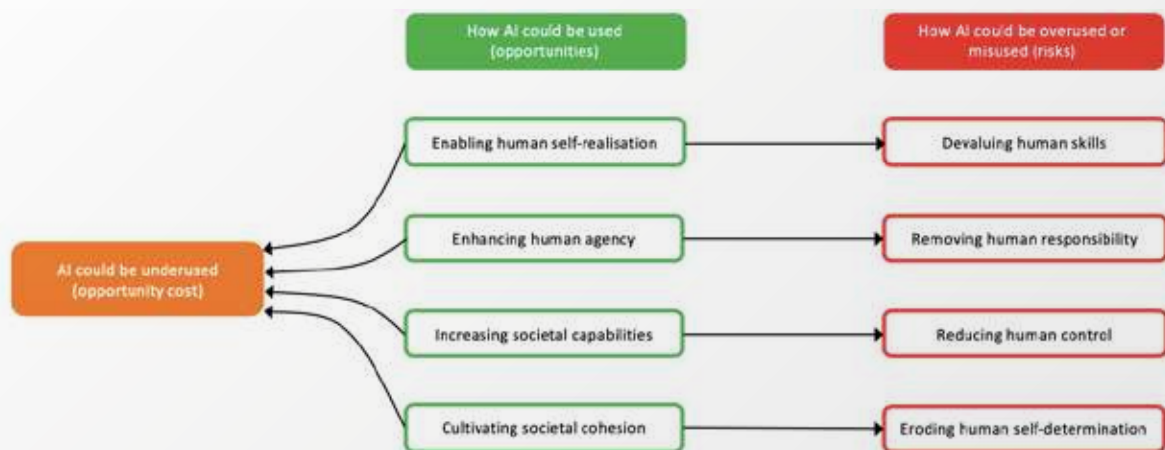 How AI could be used
(opportunities)
How AI could be overused or
misused (risks)
Enabling human self-realisation
Devaluing human skills
Enhancing human agency
Removing human responsibility
AI could be underused
(opportunity cost)
Increasing societal capabilities
Reducing human control
Cultivating societal cohesion
Eroding human self-determination